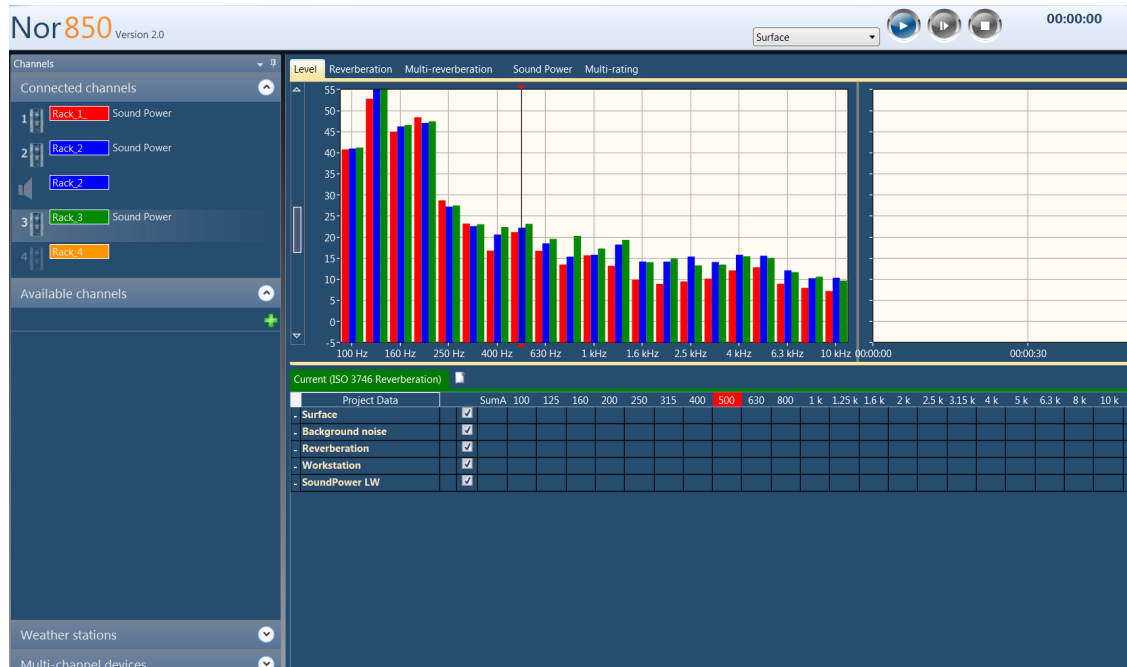 Nor850 Version 2.0
Surface
00:00:00
Channels
Connected channels
1 Rack_1_ Sound Power
2 Rack_2 Sound Power
Rack_2
3 Rack_3 Sound Power
4 Rack_4
Available channels
Weather stations
Multi-channel devices
Level Reverberation Multi-reverberation Sound Power Multi-rating
55
50
45
40
35
30
25
20
15
10
5
0
-5
100 Hz 160 Hz 250 Hz 400 Hz 630 Hz 1 kHz 1.6 kHz 2.5 kHz 4 kHz 6.3 kHz 10 kHz 00:00:00 00:00:30
Current (ISO 3746 Reverberation)
Project Data SumA 100 125 160 200 250 315 400 500 630 800 1 k 1.25 k 1.6 k 2 k 2.5 k 3.15 k 4 k 5 k 6.3 k 8 k 10 k
- Surface
- Background noise
- Reverberation
- Workstation
- SoundPower LW